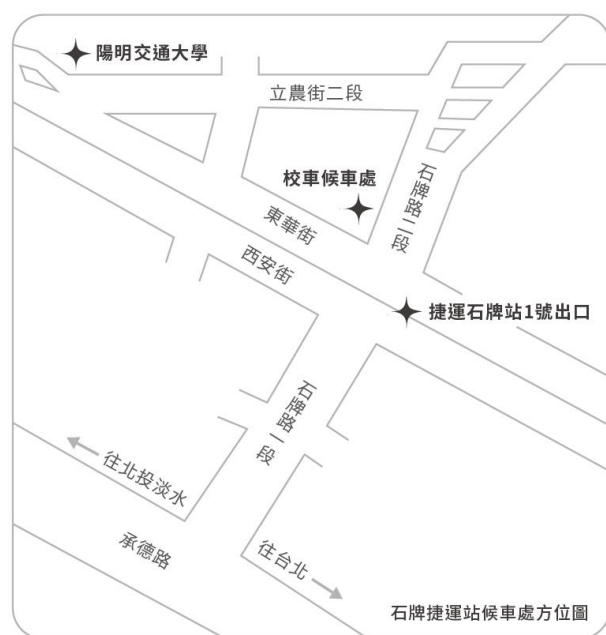 陽明交通大學
立農街二段
校車候車處
石牌路二段
東華街
西安街
捷運石牌站1號出口
石牌路一段
往北投淡水
承德路
往台北
石牌捷運站候車處方位圖